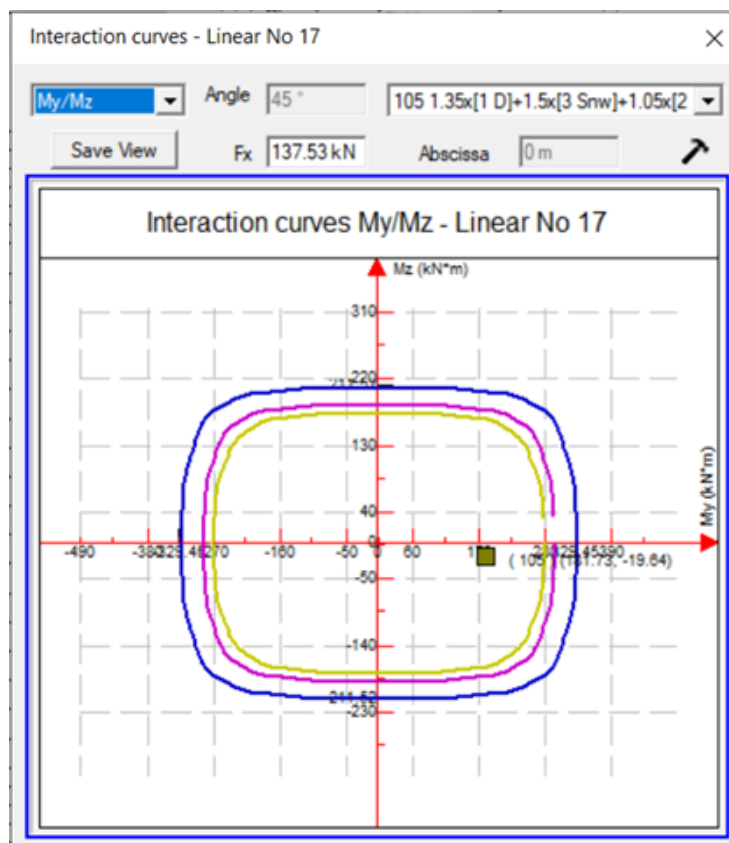 Interaction curves - Linear No 17
My/Mz Angle 45 ° 105 1.35x[1 D]+1.5x[3 Snw]+1.05x[2
Save View Fx 137.53 kN Abscissa 0 m
Interaction curves My/Mz - Linear No 17
Mz (kN*m)
310
220
130
40
My (kN*m)
0
-490 -380 270 -160 -50 0 60 390
( 105 ) -19.64)
-50
-140
-230